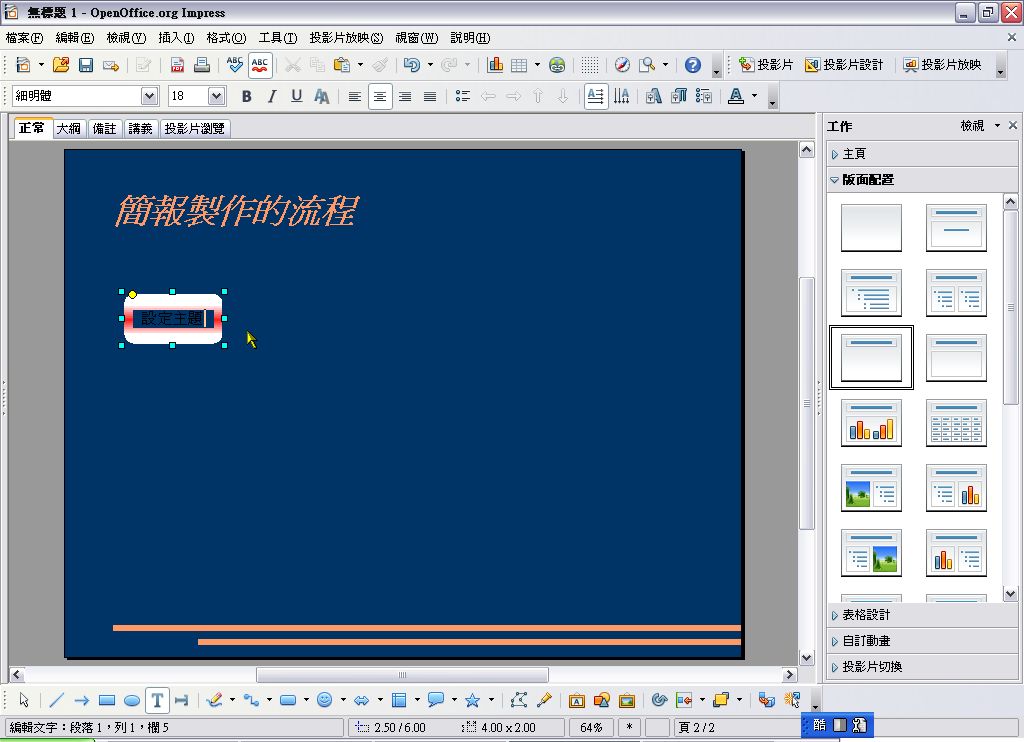 無標題 1 - OpenOffice.org Impress
檔案(F) 編輯(E) 檢視(V) 插入(I) 格式(O) 工具(T) 投影片放映(S) 視窗(W) 說明(H)
ABC ABC 投影片 投影片設計 投影片放映
細明體 18 B I U
正常 大綱 備註 講義 投影片瀏覽
簡報製作的流程
設定主題
工作 檢視
主頁
版面配置
表格設計
自訂動畫
投影片切換
編輯文字：段落 1，列 1，欄 5 2.50 / 6.00 4.00 x 2.00 64% * 頁 2 / 2
酷